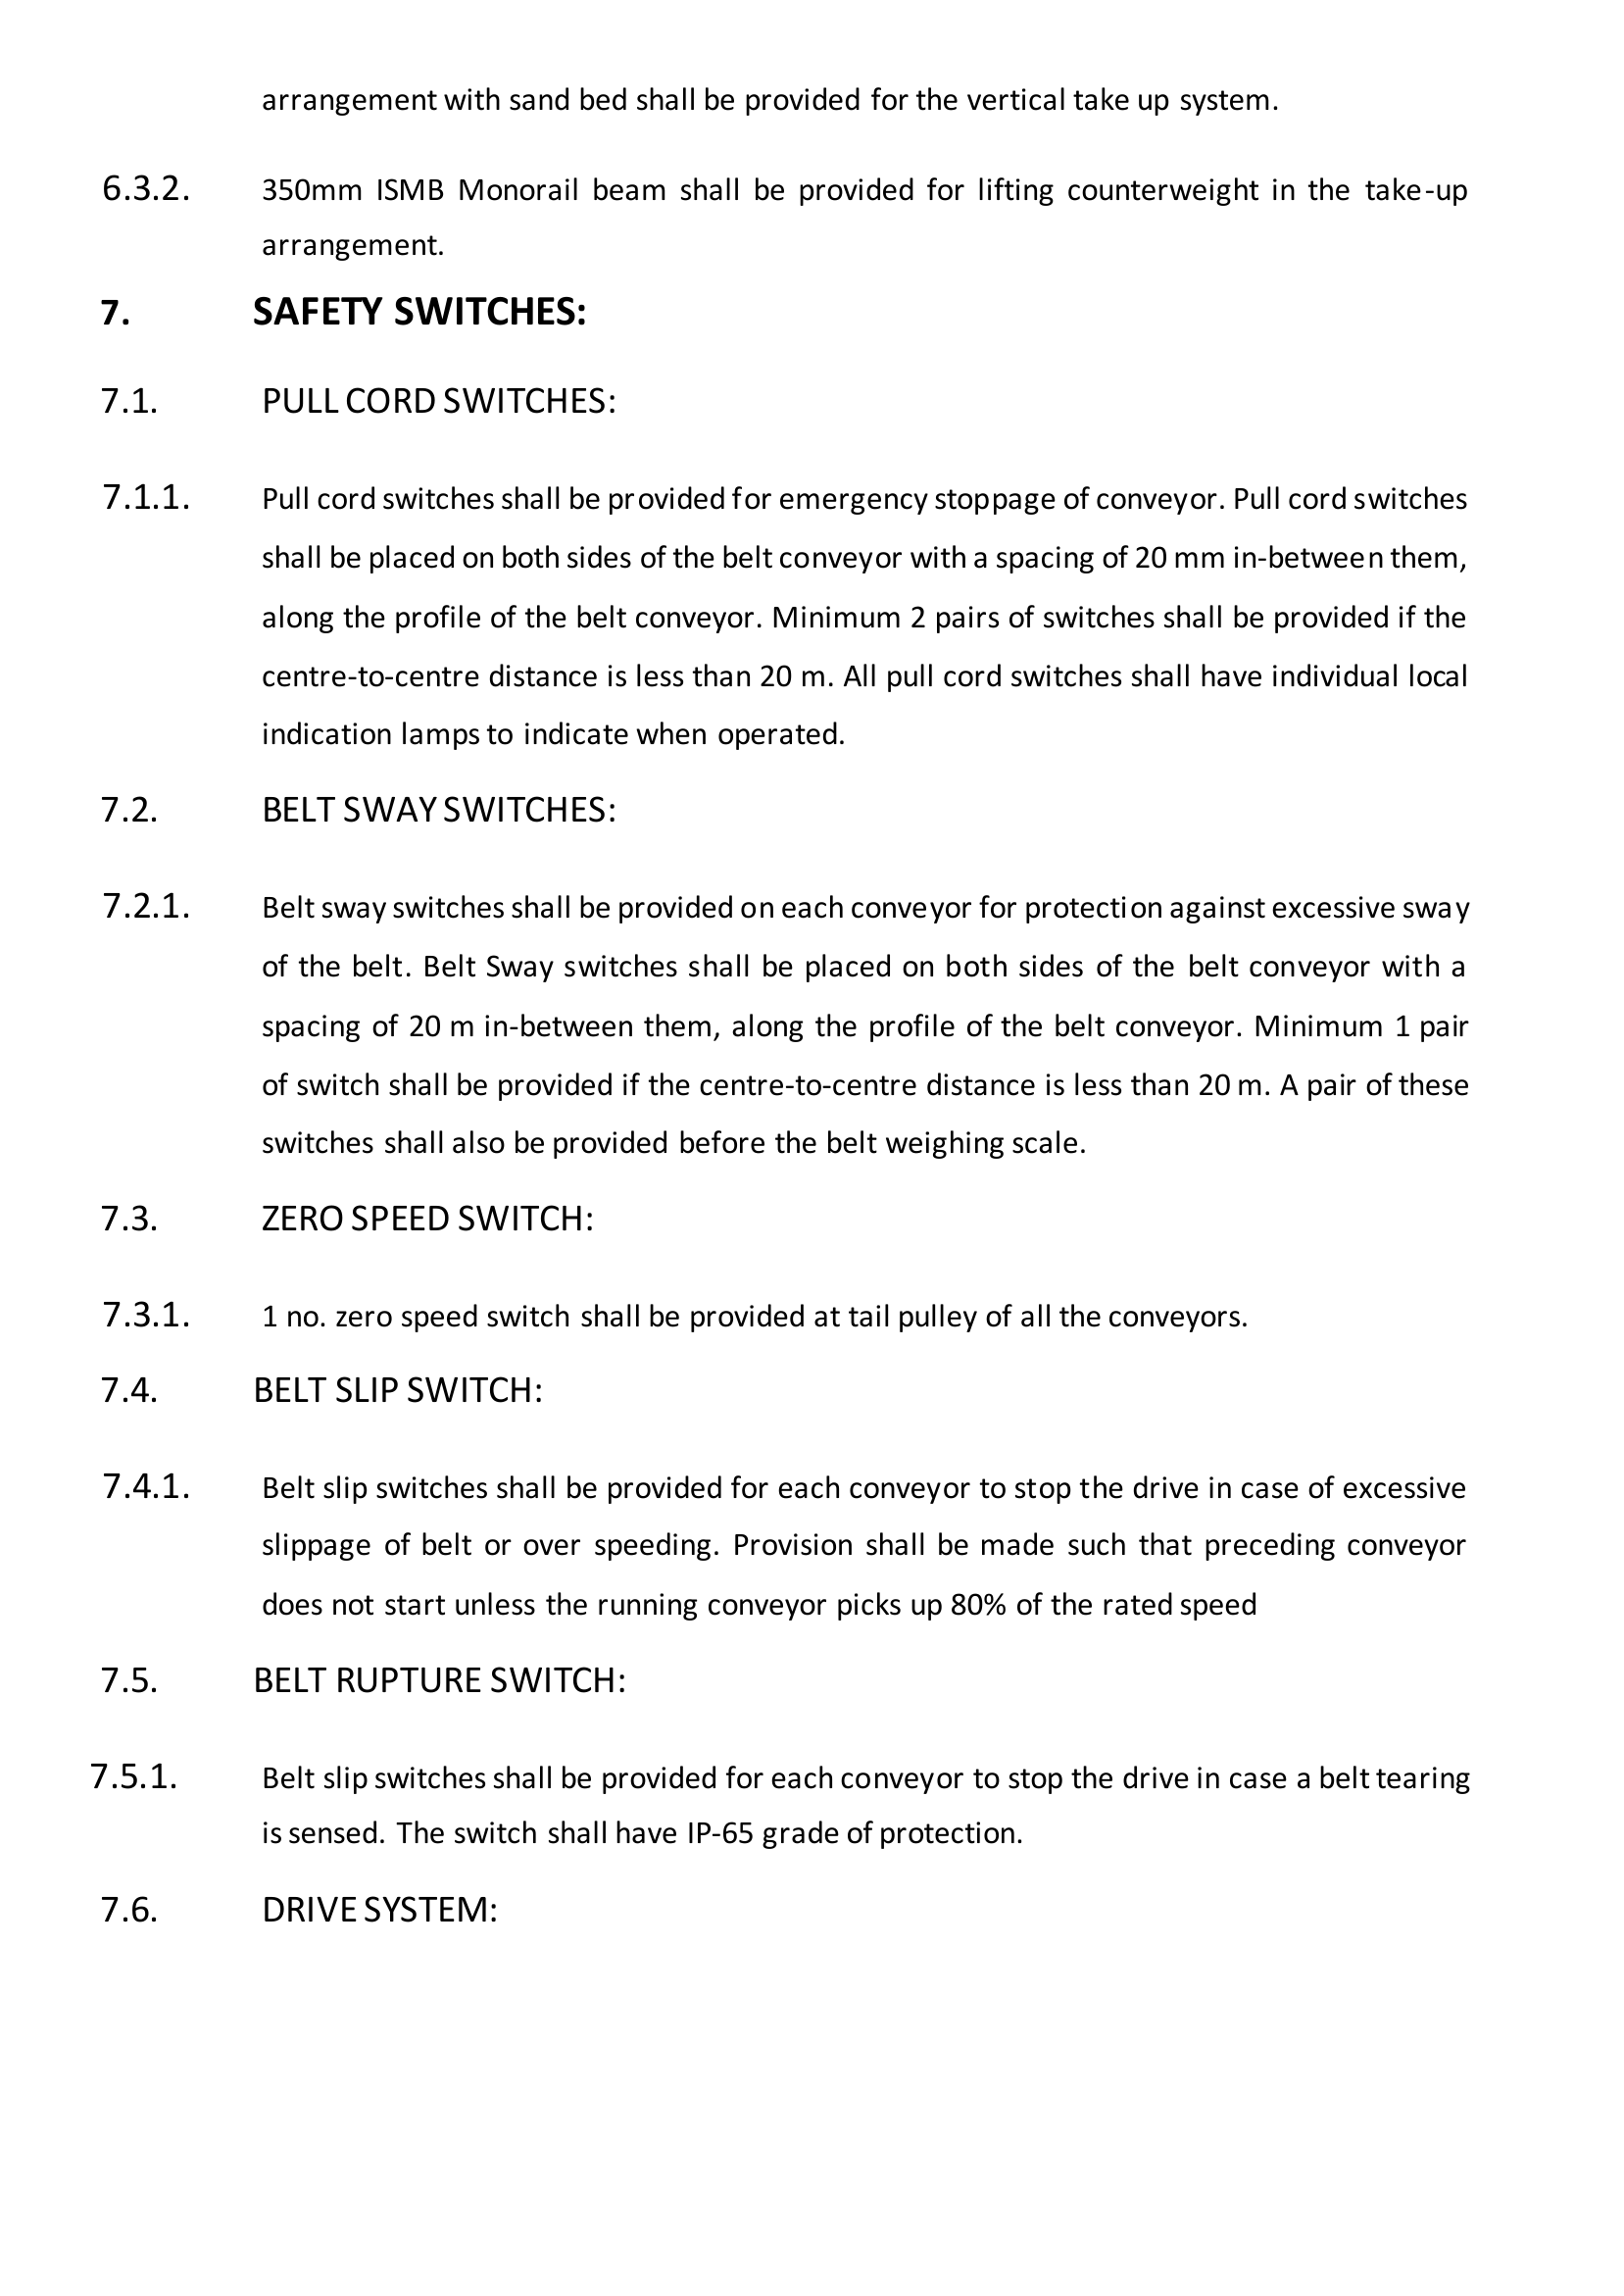 arrangement with sand bed shall be provided for the vertical take up system.
6.3.2. 350mm ISMB Monorail beam shall be provided for lifting counterweight in the take-up
arrangement.
7. SAFETY SWITCHES:
7.1. PULL CORD SWITCHES:
7.1.1. Pull cord switches shall be provided for emergency stoppage of conveyor. Pull cord switches
shall be placed on both sides of the belt conveyor with a spacing of 20 mm in-between them,
along the profile of the belt conveyor. Minimum 2 pairs of switches shall be provided if the
centre-to-centre distance is less than 20 m. All pull cord switches shall have individual local
indication lamps to indicate when operated.
7.2. BELT SWAY SWITCHES:
7.2.1. Belt sway switches shall be provided on each conveyor for protection against excessive sway
of the belt. Belt Sway switches shall be placed on both sides of the belt conveyor with a
spacing of 20 m in-between them, along the profile of the belt conveyor. Minimum 1 pair
of switch shall be provided if the centre-to-centre distance is less than 20 m. A pair of these
switches shall also be provided before the belt weighing scale.
7.3. ZERO SPEED SWITCH:
7.3.1. 1 no. zero speed switch shall be provided at tail pulley of all the conveyors.
7.4. BELT SLIP SWITCH:
7.4.1. Belt slip switches shall be provided for each conveyor to stop the drive in case of excessive
slippage of belt or over speeding. Provision shall be made such that preceding conveyor
does not start unless the running conveyor picks up 80% of the rated speed
7.5. BELT RUPTURE SWITCH:
7.5.1. Belt slip switches shall be provided for each conveyor to stop the drive in case a belt tearing
is sensed. The switch shall have IP-65 grade of protection.
7.6. DRIVE SYSTEM: